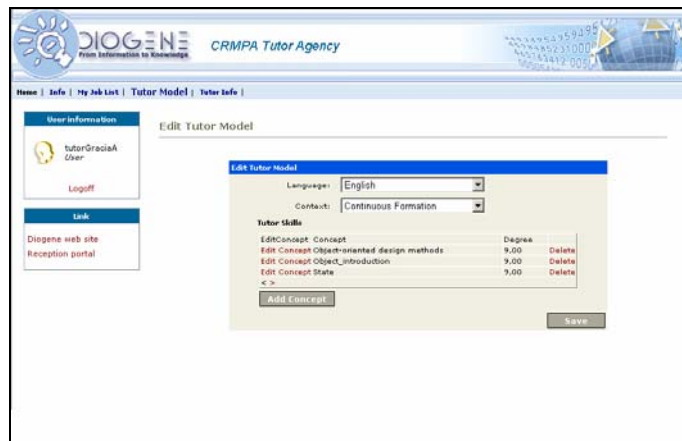 DIOGENE
From Information to Knowledge
CRMPA Tutor Agency
Home | Info | My Job List | Tutor Model | Tutor Info |
User information
tutorGraciaA
User
Logoff
Link
Diogene web site
Reception portal
Edit Tutor Model
Edit Tutor Model
Language: English
Context: Continuous Formation
Tutor Skills
EditConcept Concept Degree
Edit Concept Object-oriented design methods 9.00 Delete
Edit Concept Object_introduction 9.00 Delete
Edit Concept State 9.00 Delete
< >
Add Concept
Save